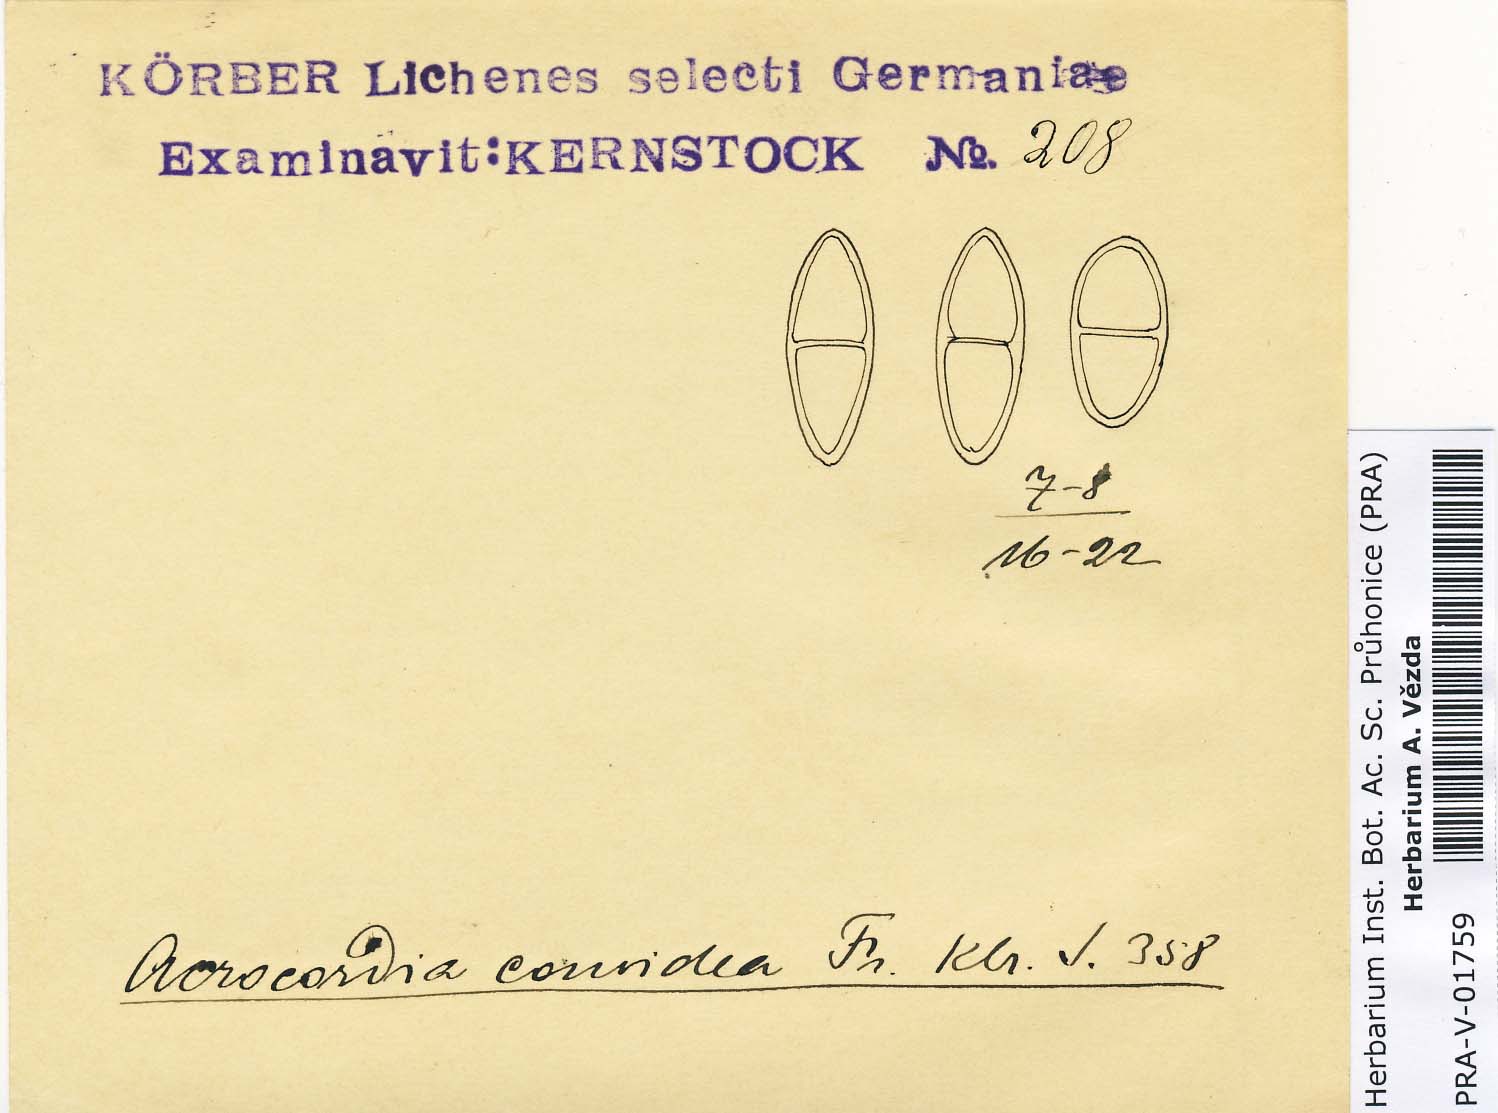 KÖRBER Lichenes selecti Germaniae
Examinavit:KERNSTOCK №. 208
7-8
16-22
Acrocordia conoidea Fr. Kbr. S. 358
Herbarium Inst. Bot. Ac. Sc. Průhonice (PRA)
Herbarium A. Vězda
PRA-V-01759